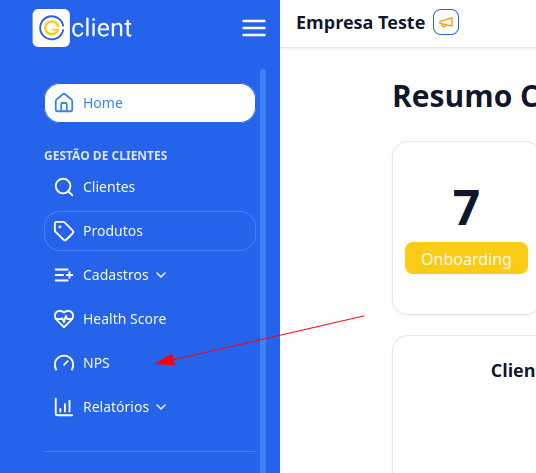 client
Empresa Teste
Home
Resumo
GESTÃO DE CLIENTES
Clientes
Produtos
Cadastros
Health Score
NPS
Relatórios
7
Onboarding
Clien